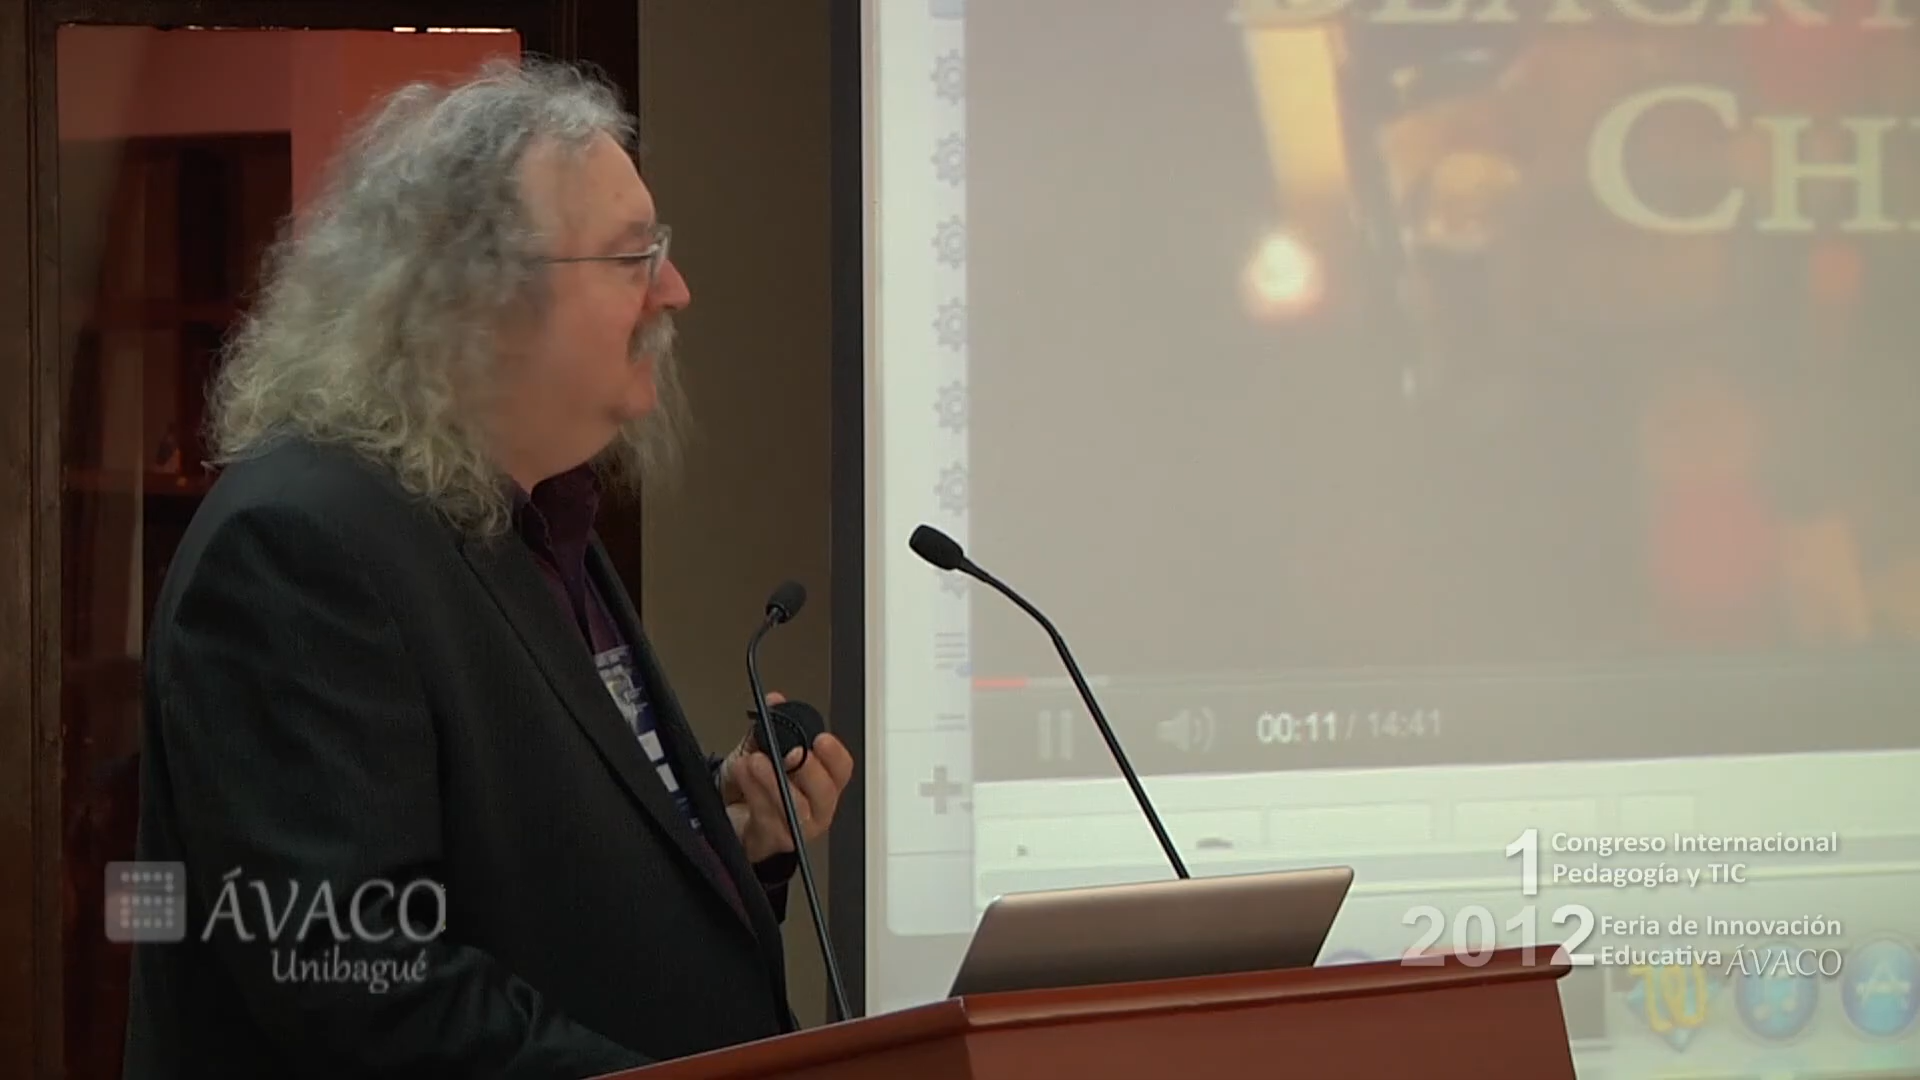 CH
00:11 / 14:41
ÁVACO
Unibagué
1 Congreso Internacional
Pedagogía y TIC
2012 Feria de Innovación
Educativa ÁVACO